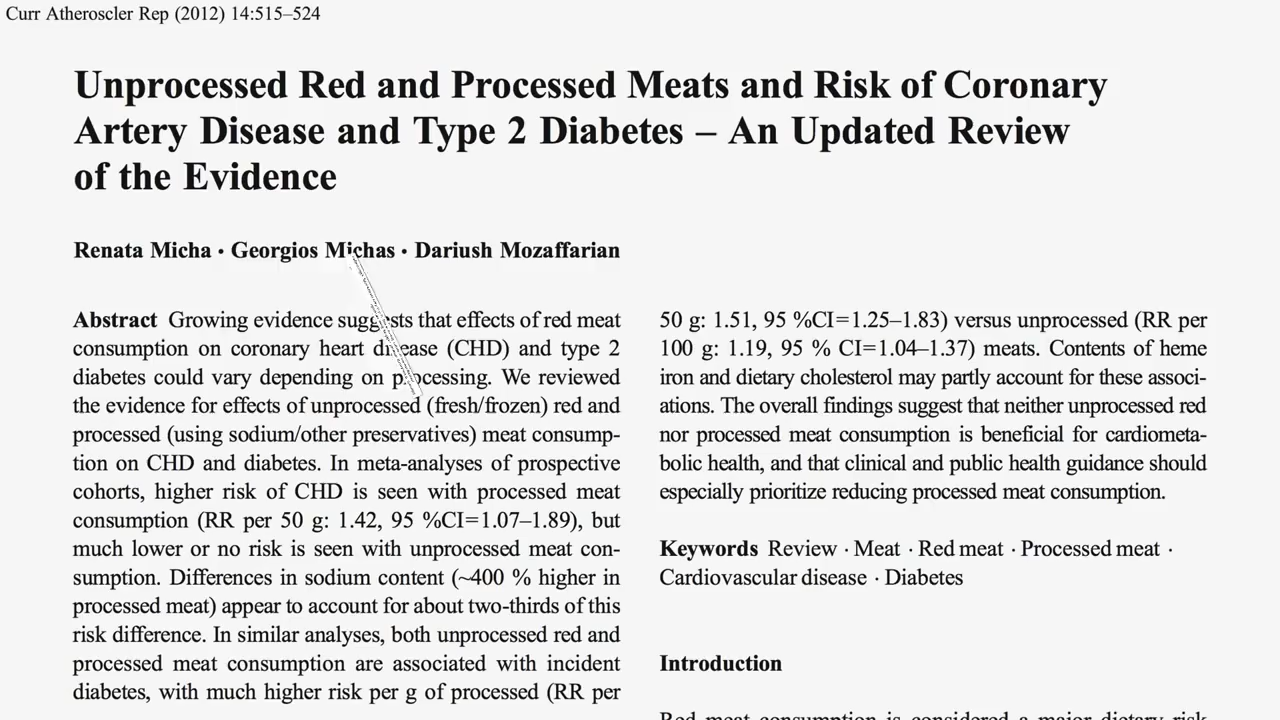 Curr Atheroscler Rep (2012) 14:515–524
Unprocessed Red and Processed Meats and Risk of Coronary
Artery Disease and Type 2 Diabetes – An Updated Review
of the Evidence
Renata Micha · Georgios Michas · Dariush Mozaffarian
Abstract Growing evidence suggests that effects of red meat
consumption on coronary heart disease (CHD) and type 2
diabetes could vary depending on processing. We reviewed
the evidence for effects of unprocessed (fresh/frozen) red and
processed (using sodium/other preservatives) meat consump-
tion on CHD and diabetes. In meta-analyses of prospective
cohorts, higher risk of CHD is seen with processed meat
consumption (RR per 50 g: 1.42, 95 %CI=1.07–1.89), but
much lower or no risk is seen with unprocessed meat con-
sumption. Differences in sodium content (~400 % higher in
processed meat) appear to account for about two-thirds of this
risk difference. In similar analyses, both unprocessed red and
processed meat consumption are associated with incident
diabetes, with much higher risk per g of processed (RR per
50 g: 1.51, 95 %CI=1.25–1.83) versus unprocessed (RR per
100 g: 1.19, 95 % CI=1.04–1.37) meats. Contents of heme
iron and dietary cholesterol may partly account for these associ-
ations. The overall findings suggest that neither unprocessed red
nor processed meat consumption is beneficial for cardiometa-
bolic health, and that clinical and public health guidance should
especially prioritize reducing processed meat consumption.
Keywords Review · Meat · Red meat · Processed meat ·
Cardiovascular disease · Diabetes
Introduction
Red meat consumption is considered a major dietary risk